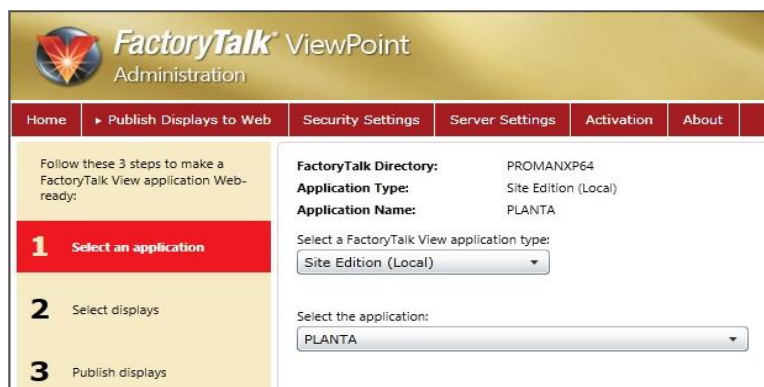 FactoryTalk® ViewPoint
Administration
Home ▸ Publish Displays to Web Security Settings Server Settings Activation About
Follow these 3 steps to make a
FactoryTalk View application Web-
ready:
1 Select an application
2 Select displays
3 Publish displays
FactoryTalk Directory: PROMANXP64
Application Type: Site Edition (Local)
Application Name: PLANTA
Select a FactoryTalk View application type:
Site Edition (Local)
Select the application:
PLANTA